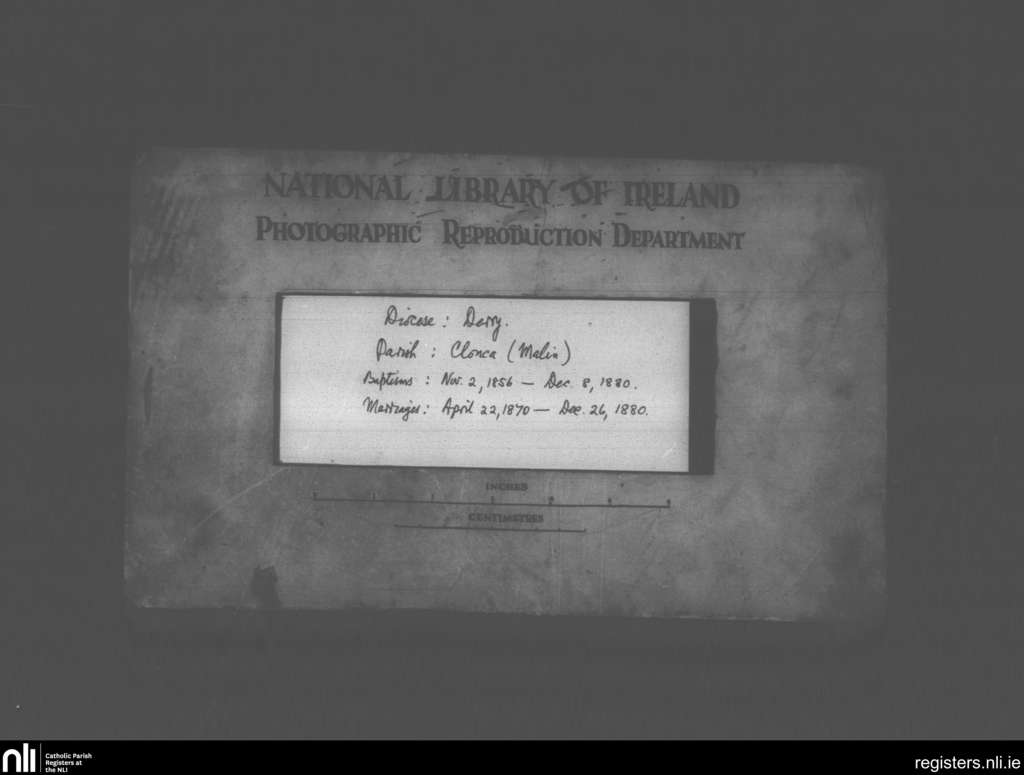 NATIONAL LIBRARY OF IRELAND
PHOTOGRAPHIC REPRODUCTION DEPARTMENT
Diocese : Derry.
Parish : Clonca (Malin)
Baptisms : Nov. 2, 1856 — Dec. 8, 1880.
Marriages : April 22, 1870 — Dec. 26, 1880.
INCHES
CENTIMETRES
nli
Catholic Parish
Registers at
the NLI
registers.nli.ie